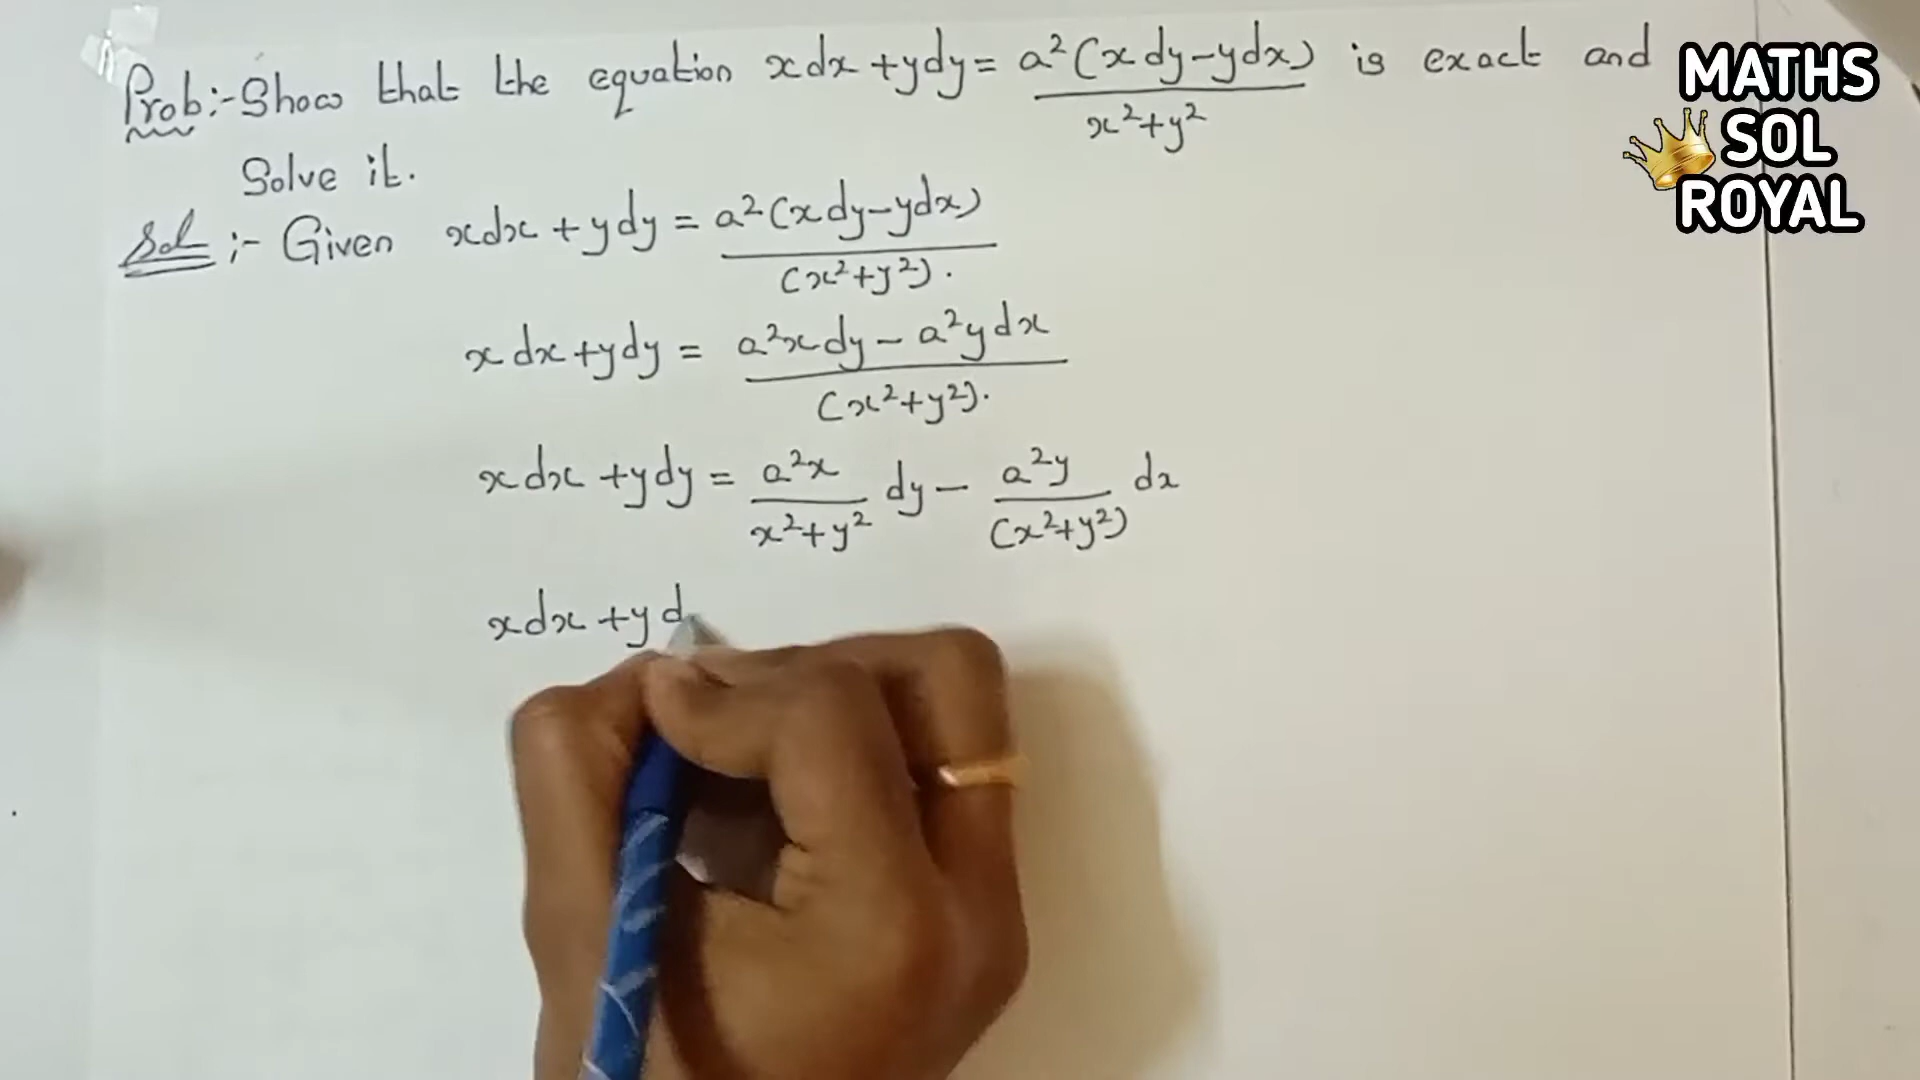 Prob:- Show that the equation xdx + ydy = a²(xdy-ydx) / x²+y² is exact and
Solve it.
Sol :- Given xdx + ydy = a²(xdy-ydx) / (x²+y²).
xdx + ydy = a²xdy - a²ydx / (x²+y²).
xdx + ydy = a²x / x²+y² dy - a²y / (x²+y²) dx
xdx + yd
MATHS
SOL
ROYAL